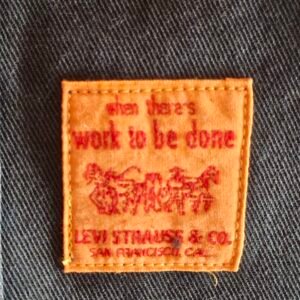 when there's
work to be done
LEVI STRAUSS & CO.
SAN FRANCISCO, CAL.